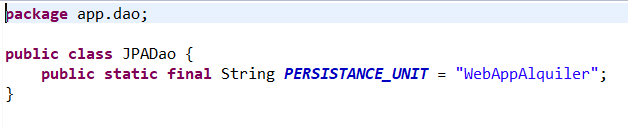 package app.dao;
public class JPADao {
public static final String PERSISTANCE_UNIT = "WebAppAlquiler";
}